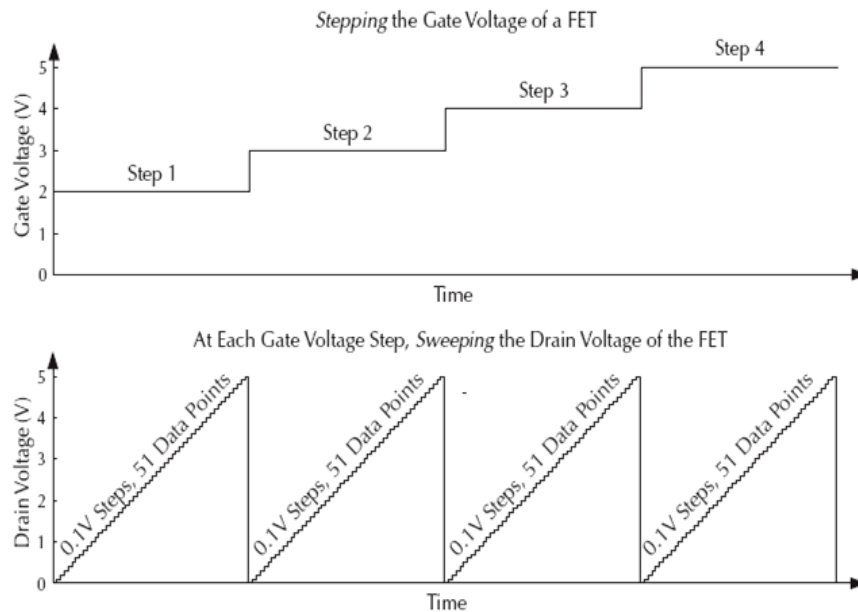 Stepping the Gate Voltage of a FET
Gate Voltage (V)
5
4
3
2
1
0
Step 1
Step 2
Step 3
Step 4
Time
At Each Gate Voltage Step, Sweeping the Drain Voltage of the FET
Drain Voltage (V)
5
4
3
2
1
0
0.1V Steps, 51 Data Points
0.1V Steps, 51 Data Points
0.1V Steps, 51 Data Points
0.1V Steps, 51 Data Points
Time